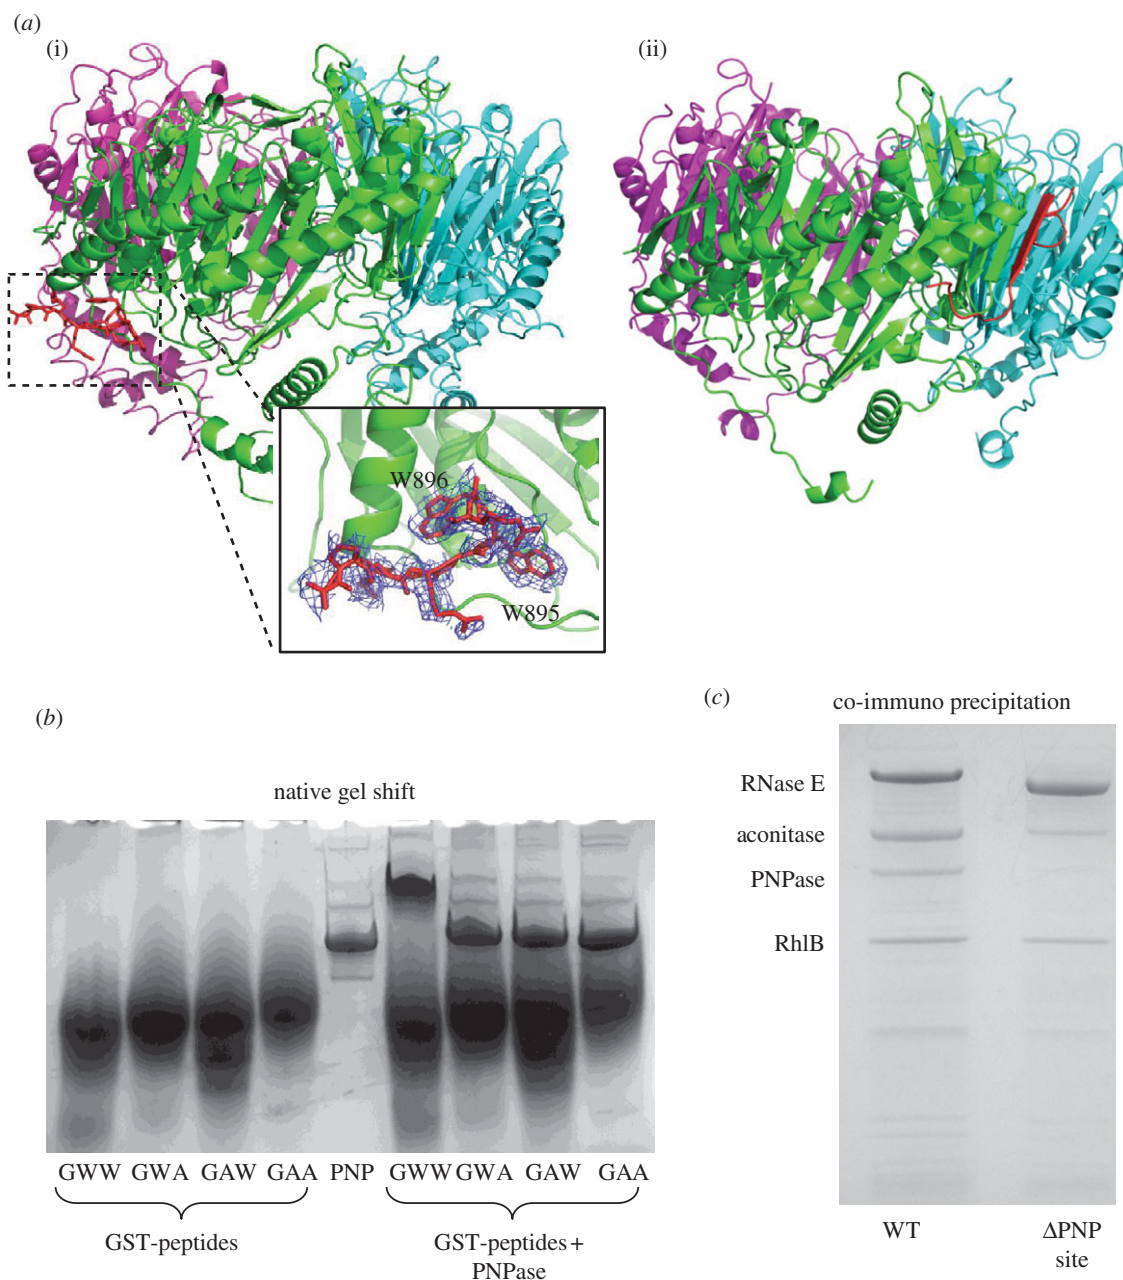 (a)
(i)
(ii)
W896
W895
(b)
native gel shift
GWW GWA GAW GAA PNP GWW GWA GAW GAA
GST-peptides
GST-peptides +
PNPase
(c)
co-immuno precipitation
RNase E
aconitase
PNPase
RhlB
WT
ΔPNP
site